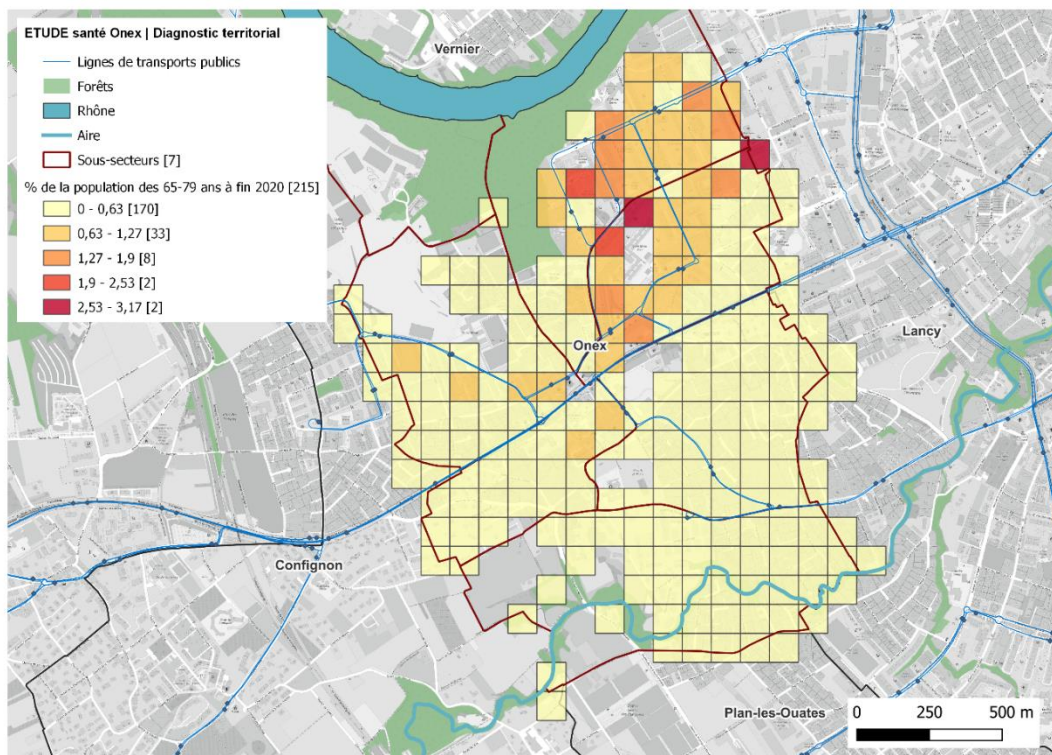 ETUDE santé Onex | Diagnostic territorial
Lignes de transports publics
Forêts
Rhône
Aire
Sous-secteurs [7]
% de la population des 65-79 ans à fin 2020 [215]
0 - 0,63 [170]
0,63 - 1,27 [33]
1,27 - 1,9 [8]
1,9 - 2,53 [2]
2,53 - 3,17 [2]
Vernier
Lancy
Onex
Confignon
Plan-les-Ouates
0 250 500 m